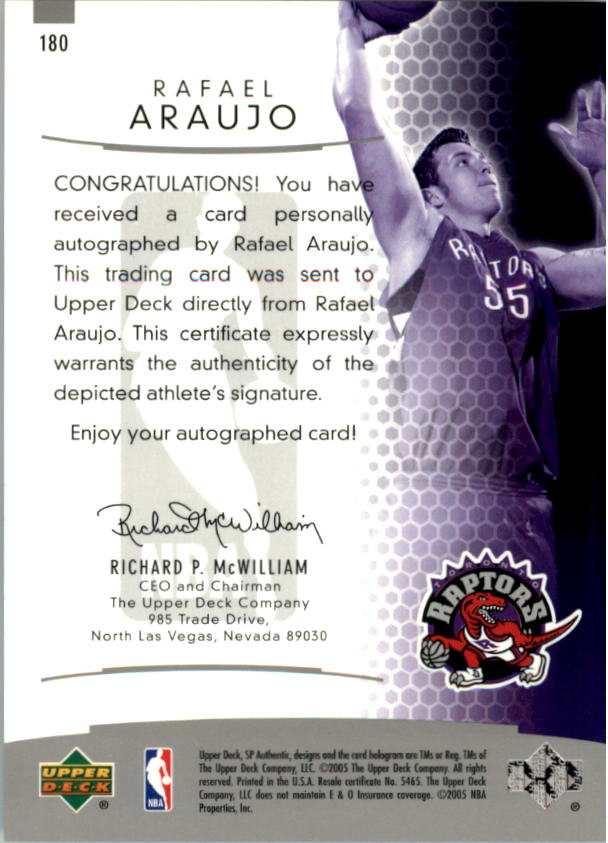 180
RAFAEL
ARAUJO
CONGRATULATIONS! You have
received a card personally
autographed by Rafael Araujo.
This trading card was sent to
Upper Deck directly from Rafael
Araujo. This certificate expressly
warrants the authenticity of the
depicted athlete's signature.
Enjoy your autographed card!
Richard P. McWilliam
RICHARD P. McWILLIAM
CEO and Chairman
The Upper Deck Company
985 Trade Drive,
North Las Vegas, Nevada 89030
RAPTORS
55
TORONTO
RAPTORS
NBA
UPPER
DECK
®
NBA
Upper Deck, SP Authentic, designs and the card hologram are TMs or Reg. TMs of
The Upper Deck Company, LLC. ©2005 The Upper Deck Company. All rights
reserved. Printed in the U.S.A. Resale certificate No. 5465. The Upper Deck
Company, LLC does not maintain E & O Insurance coverage. ©2005 NBA
Properties, Inc.
®